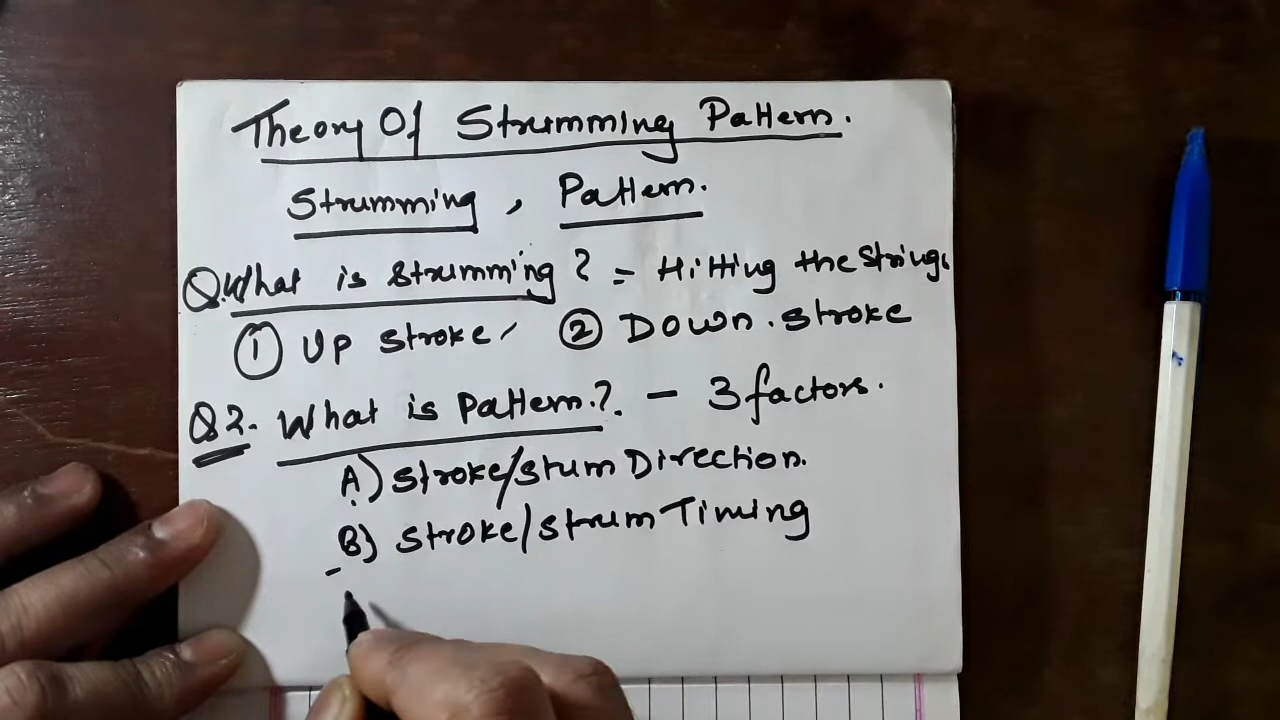 Theory Of Strumming Pattern.
Strumming, Pattern.
Q. What is Strumming? = Hitting the Strings
① Up Stroke, ② Down.stroke
Q2. What is Pattern.?. - 3 factors.
A) Stroke/stum Direction.
B) Stroke/Strum Timing